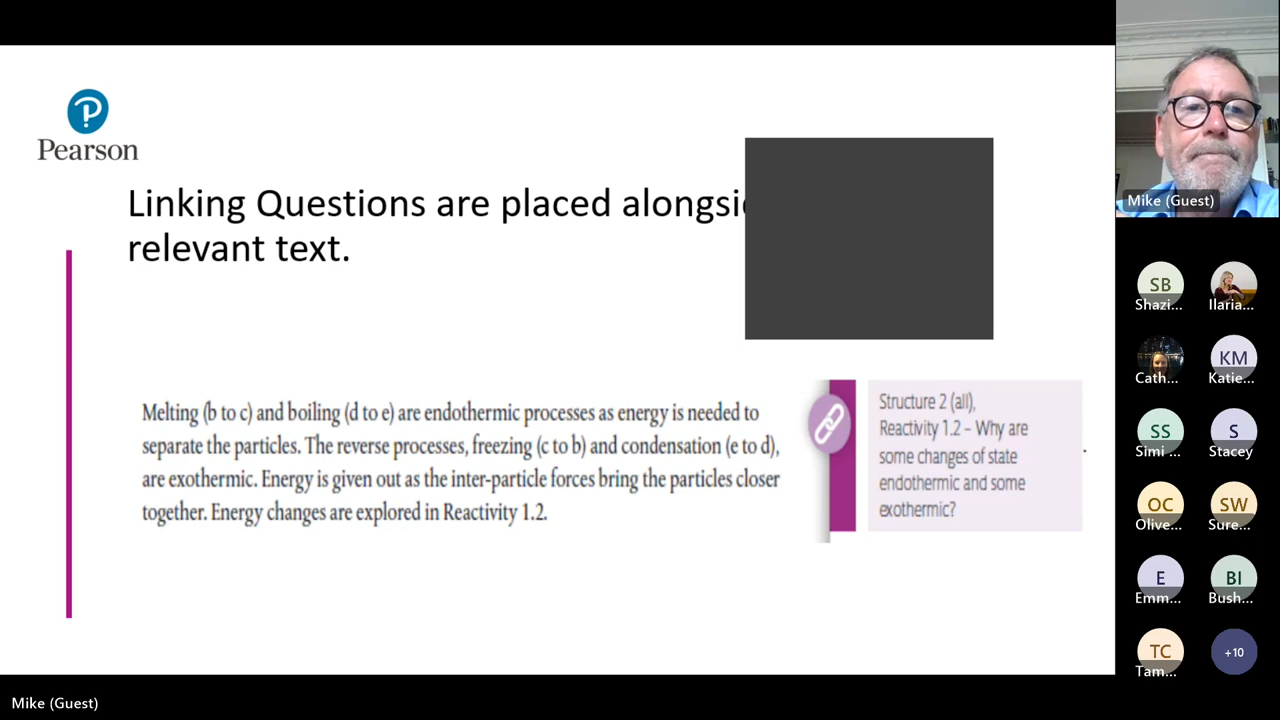 Pearson
Linking Questions are placed alongsi
relevant text.
Melting (b to c) and boiling (d to e) are endothermic processes as energy is needed to
separate the particles. The reverse processes, freezing (c to b) and condensation (e to d),
are exothermic. Energy is given out as the inter-particle forces bring the particles closer
together. Energy changes are explored in Reactivity 1.2.
Structure 2 (all),
Reactivity 1.2 – Why are
some changes of state
endothermic and some
exothermic?
.
Mike (Guest)
SB
Shazi...
Ilaria...
Cath...
KM
Katie...
SS
Simi ...
S
Stacey
OC
Olive...
SW
Sure...
E
Emm...
BI
Bush...
TC
Tam...
+10
Mike (Guest)